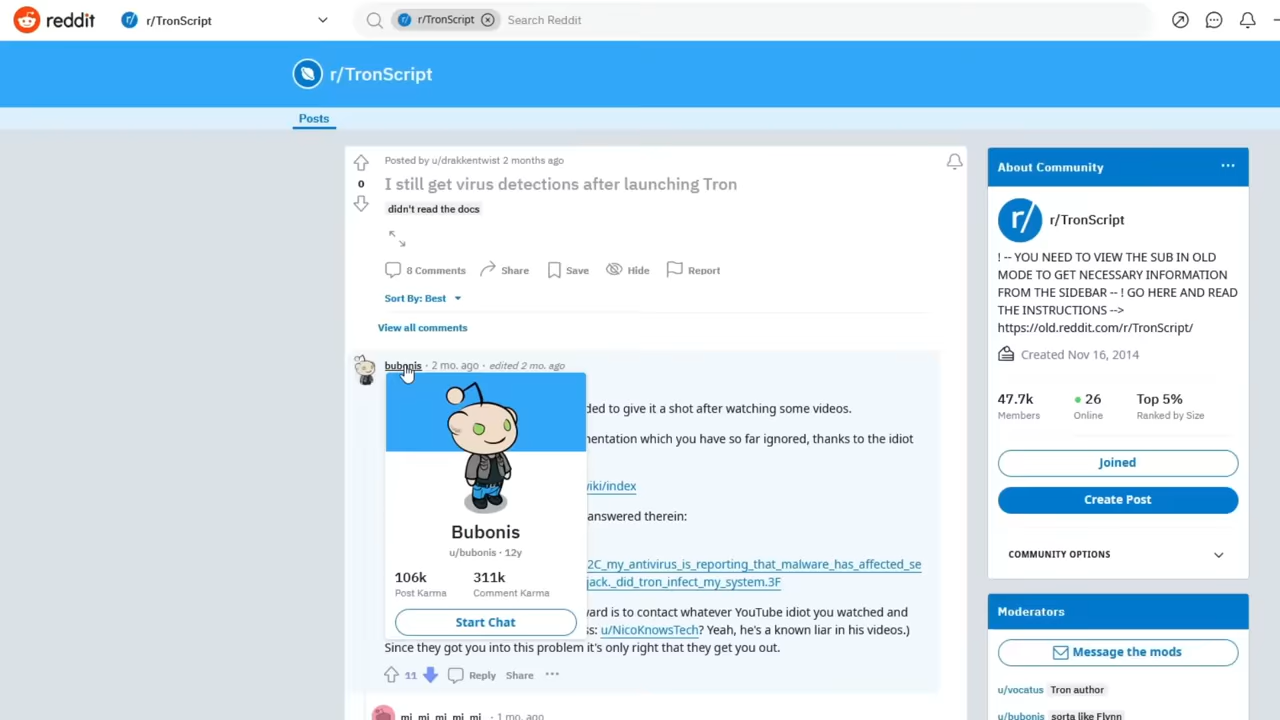 reddit
r/TronScript
r/TronScript
Search Reddit
r/TronScript
Posts
Posted by u/drakkentwist 2 months ago
0
I still get virus detections after launching Tron
didn't read the docs
8 Comments
Share
Save
Hide
Report
Sort By: Best
View all comments
bubonis · 2 mo. ago · edited 2 mo. ago
ded to give it a shot after watching some videos.
nentation which you have so far ignored, thanks to the idiot
wiki/index
answered therein:
2C_my_antivirus_is_reporting_that_malware_has_affected_se
jack._did_tron_infect_my_system.3F
ward is to contact whatever YouTube idiot you watched and
s: u/NicoKnowsTech? Yeah, he's a known liar in his videos.)
Since they got you into this problem it's only right that they get you out.
Bubonis
u/bubonis · 12y
106k
311k
Post Karma
Comment Karma
Start Chat
11
Reply
Share
mi_mi_mi_mi_mi · 1 mo. ago
About Community
r/
r/TronScript
! -- YOU NEED TO VIEW THE SUB IN OLD
MODE TO GET NECESSARY INFORMATION
FROM THE SIDEBAR -- ! GO HERE AND READ
THE INSTRUCTIONS -->
https://old.reddit.com/r/TronScript/
Created Nov 16, 2014
47.7k
26
Top 5%
Members
Online
Ranked by Size
Joined
Create Post
COMMUNITY OPTIONS
Moderators
Message the mods
u/vocatus Tron author
u/bubonis sorta like Flynn